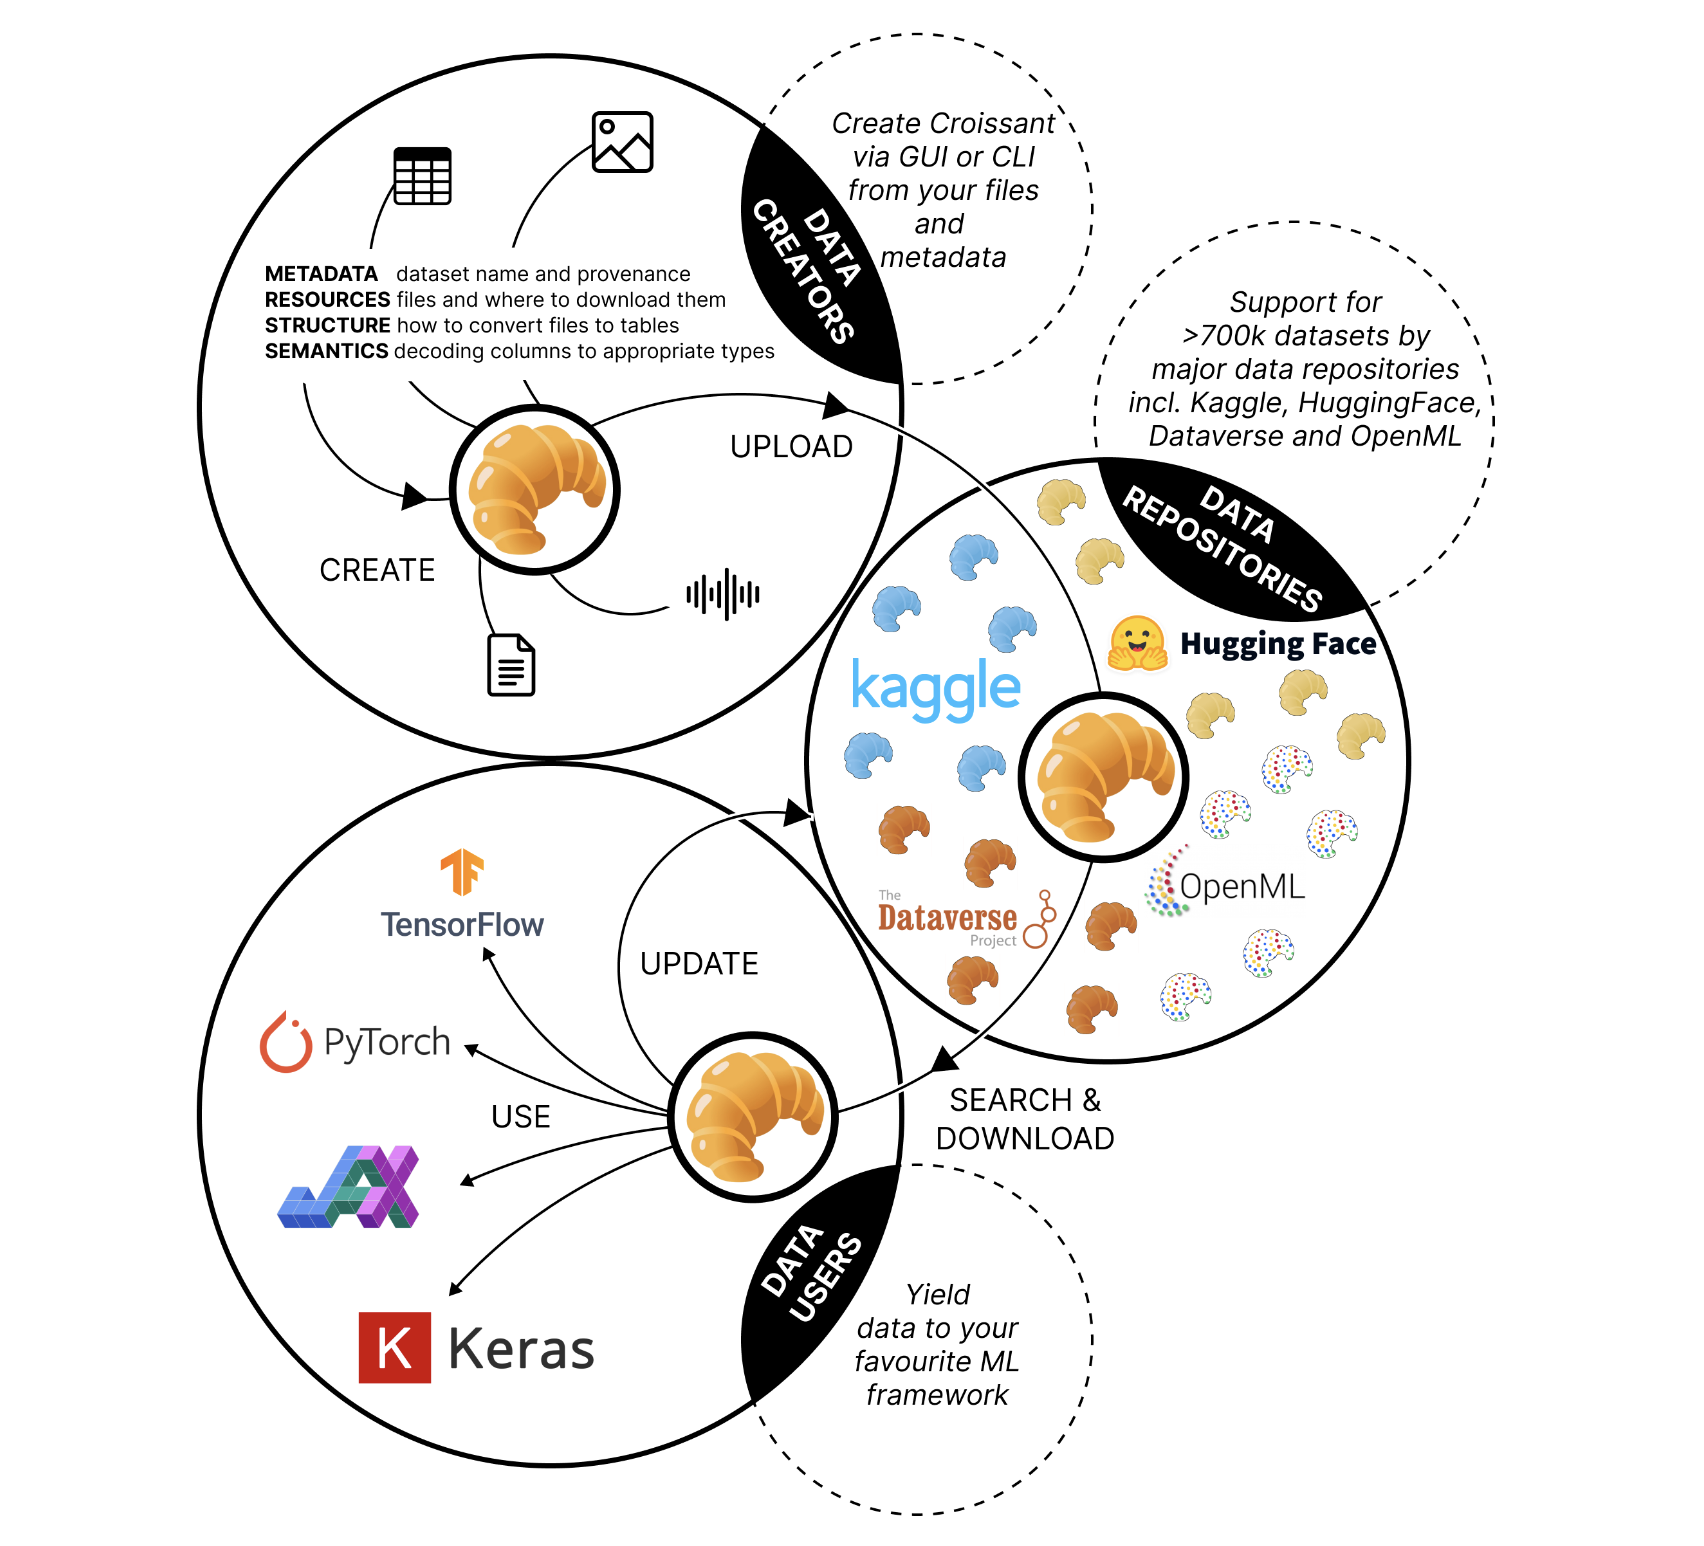 Create Croissant
via GUI or CLI
from your files
and
metadata
DATA
CREATORS
METADATA dataset name and provenance
RESOURCES files and where to download them
STRUCTURE how to convert files to tables
SEMANTICS decoding columns to appropriate types
UPLOAD
CREATE
Support for
>700k datasets by
major data repositories
incl. Kaggle, HuggingFace,
Dataverse and OpenML
DATA
REPOSITORIES
Hugging Face
kaggle
OpenML
The
Dataverse
Project
TensorFlow
UPDATE
PyTorch
USE
JAX
K Keras
SEARCH &
DOWNLOAD
DATA
USERS
Yield
data to your
favourite ML
framework